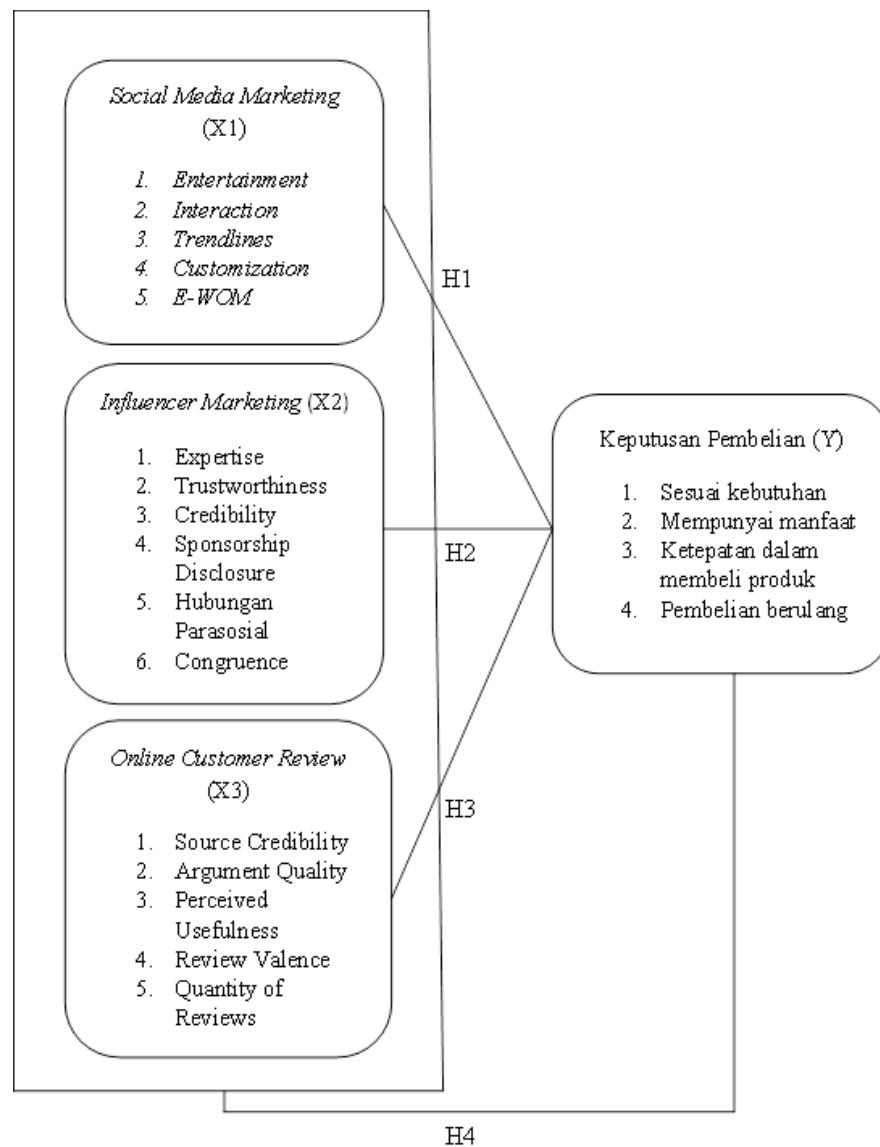 Social Media Marketing
(X1)
1. Entertainment
2. Interaction
3. Trendlines
4. Customization
5. E-WOM
H1
Influencer Marketing (X2)
1. Expertise
2. Trustworthiness
3. Credibility
4. Sponsorship
Disclosure
5. Hubungan
Parasosial
6. Congruence
H2
Keputusan Pembelian (Y)
1. Sesuai kebutuhan
2. Mempunyai manfaat
3. Ketepatan dalam
membeli produk
4. Pembelian berulang
Online Customer Review
(X3)
1. Source Credibility
2. Argument Quality
3. Perceived
Usefulness
4. Review Valence
5. Quantity of
Reviews
H3
H4